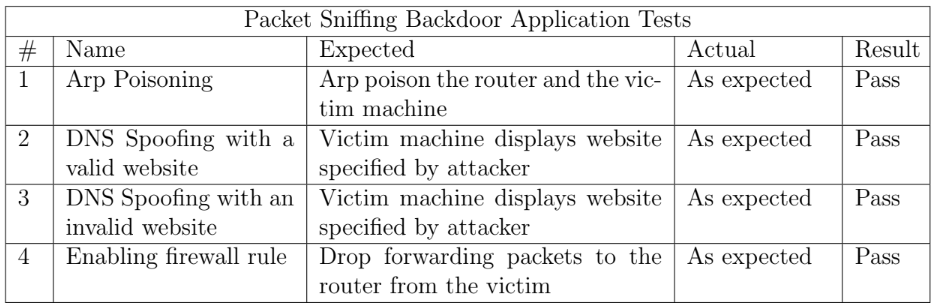 Packet Sniffing Backdoor Application Tests
# Name Expected Actual Result
1 Arp Poisoning Arp poison the router and the vic- As expected Pass
tim machine
2 DNS Spoofing with a Victim machine displays website As expected Pass
valid website specified by attacker
3 DNS Spoofing with an Victim machine displays website As expected Pass
invalid website specified by attacker
4 Enabling firewall rule Drop forwarding packets to the As expected Pass
router from the victim